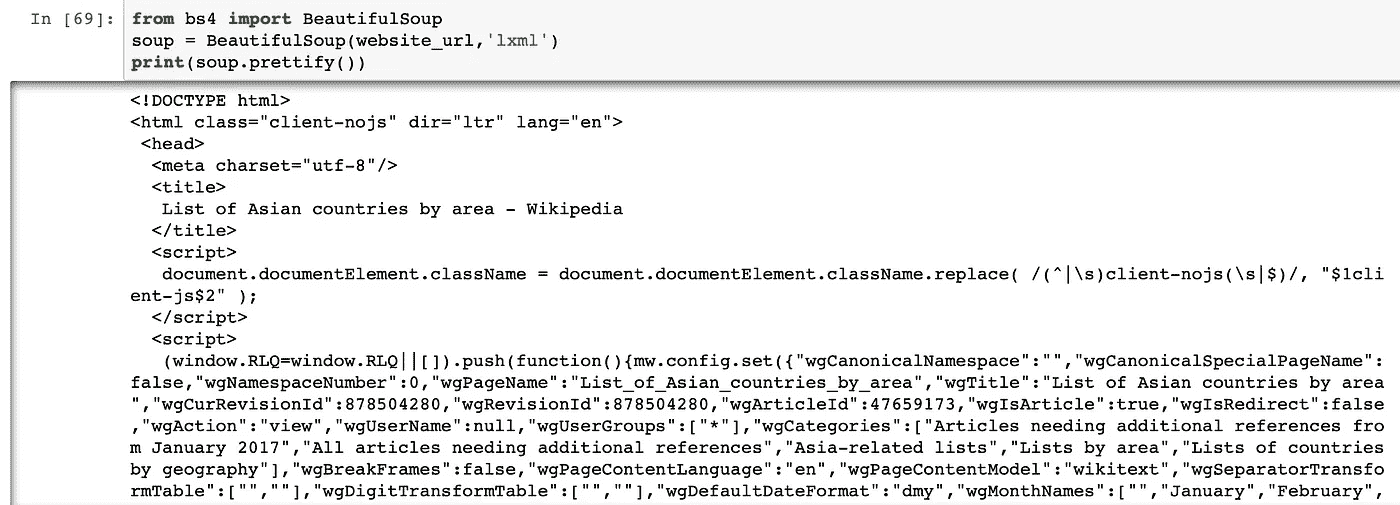 In [69]: from bs4 import BeautifulSoup
soup = BeautifulSoup(website_url,'lxml')
print(soup.prettify())
<!DOCTYPE html>
<html class="client-nojs" dir="ltr" lang="en">
 <head>
  <meta charset="utf-8"/>
  <title>
   List of Asian countries by area - Wikipedia
  </title>
  <script>
   document.documentElement.className = document.documentElement.className.replace( /(^|\s)client-nojs(\s|$)/, "$1cli
ent-js$2" );
  </script>
  <script>
   (window.RLQ=window.RLQ||[]).push(function(){mw.config.set({"wgCanonicalNamespace":"","wgCanonicalSpecialPageName":
false,"wgNamespaceNumber":0,"wgPageName":"List_of_Asian_countries_by_area","wgTitle":"List of Asian countries by area
","wgCurRevisionId":878504280,"wgRevisionId":878504280,"wgArticleId":47659173,"wgIsArticle":true,"wgIsRedirect":false
,"wgAction":"view","wgUserName":null,"wgUserGroups":["*"],"wgCategories":["Articles needing additional references fro
m January 2017","All articles needing additional references","Asia-related lists","Lists by area","Lists of countries
by geography"],"wgBreakFrames":false,"wgPageContentLanguage":"en","wgPageContentModel":"wikitext","wgSeparatorTransfo
rmTable":["",""],"wgDigitTransformTable":["",""],"wgDefaultDateFormat":"dmy","wgMonthNames":["","January","February",